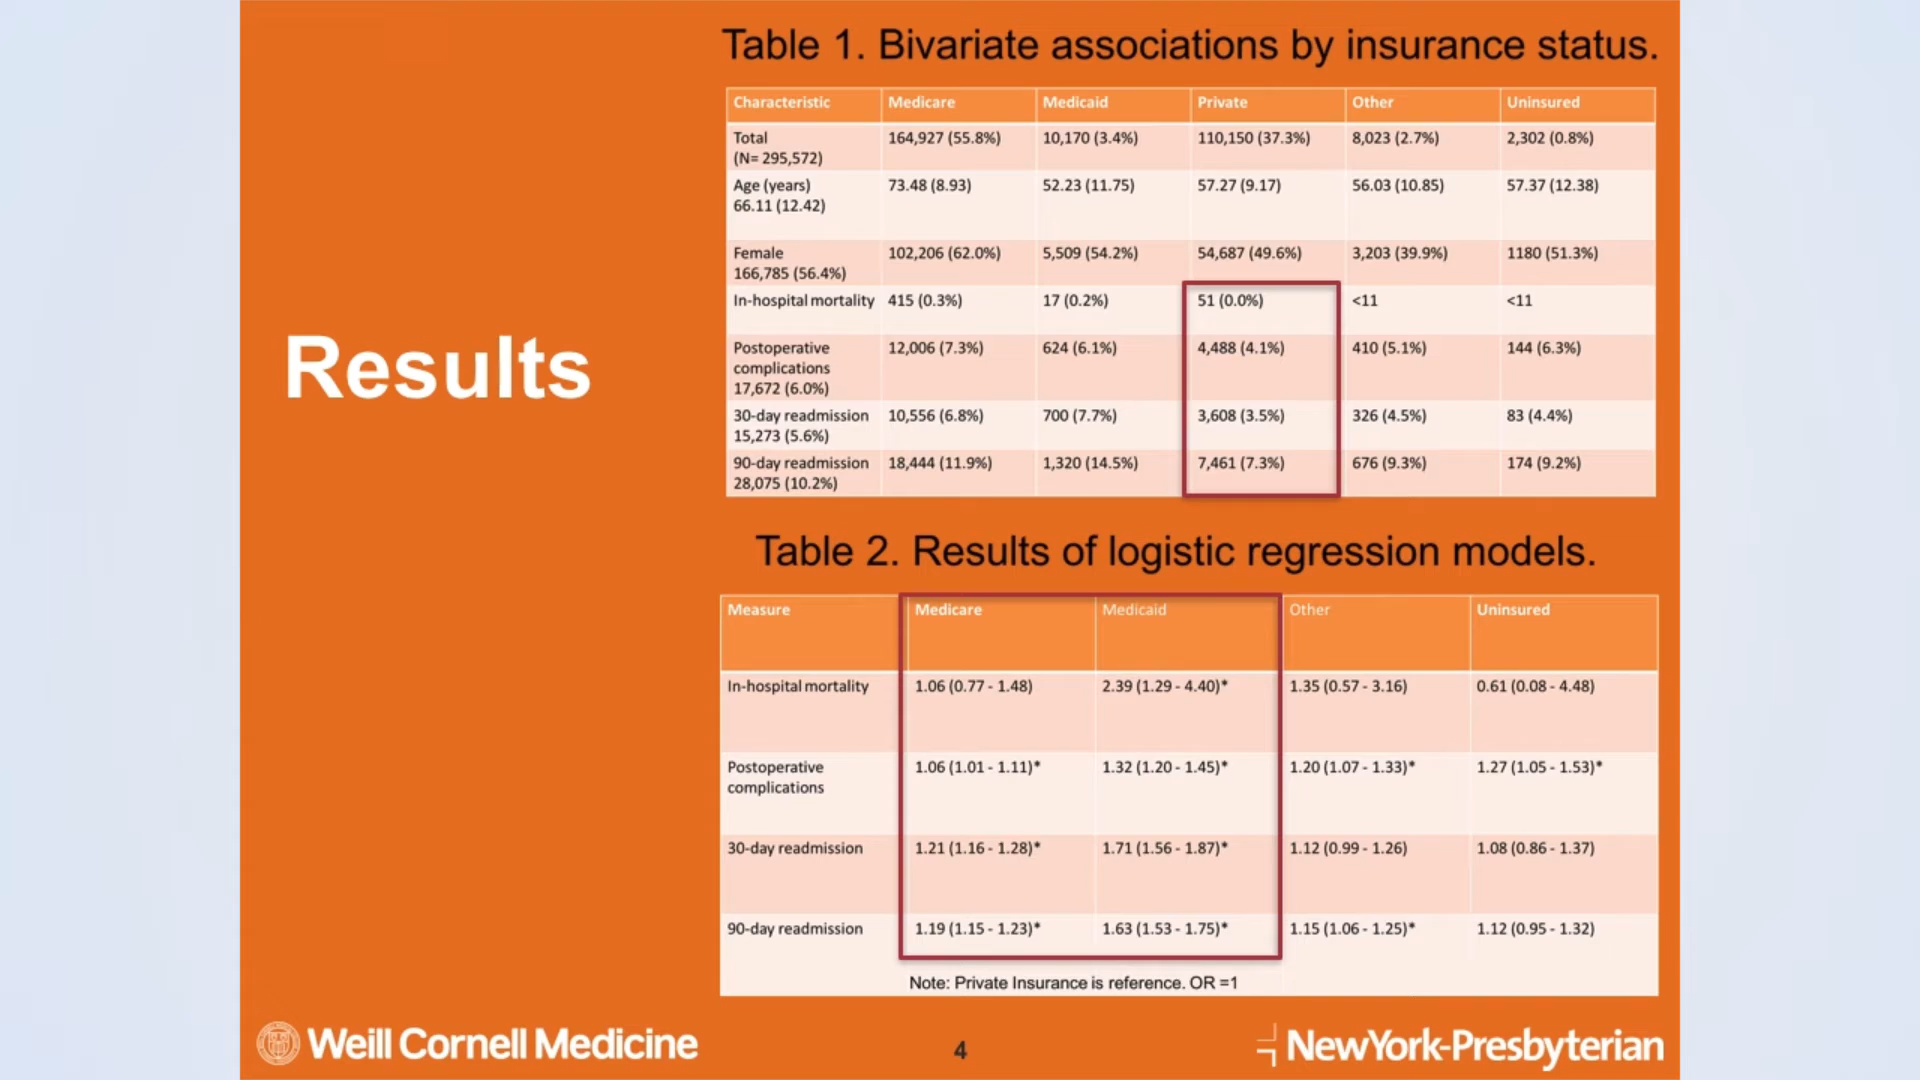 Results
Table 1. Bivariate associations by insurance status.
Characteristic Medicare Medicaid Private Other Uninsured
Total 164,927 (55.8%) 10,170 (3.4%) 110,150 (37.3%) 8,023 (2.7%) 2,302 (0.8%)
(N= 295,572)
Age (years) 73.48 (8.93) 52.23 (11.75) 57.27 (9.17) 56.03 (10.85) 57.37 (12.38)
66.11 (12.42)
Female 102,206 (62.0%) 5,509 (54.2%) 54,687 (49.6%) 3,203 (39.9%) 1180 (51.3%)
166,785 (56.4%)
In-hospital mortality 415 (0.3%) 17 (0.2%) 51 (0.0%) <11 <11
Postoperative 12,006 (7.3%) 624 (6.1%) 4,488 (4.1%) 410 (5.1%) 144 (6.3%)
complications
17,672 (6.0%)
30-day readmission 10,556 (6.8%) 700 (7.7%) 3,608 (3.5%) 326 (4.5%) 83 (4.4%)
15,273 (5.6%)
90-day readmission 18,444 (11.9%) 1,320 (14.5%) 7,461 (7.3%) 676 (9.3%) 174 (9.2%)
28,075 (10.2%)
Table 2. Results of logistic regression models.
Measure Medicare Medicaid Other Uninsured
In-hospital mortality 1.06 (0.77 - 1.48) 2.39 (1.29 - 4.40)* 1.35 (0.57 - 3.16) 0.61 (0.08 - 4.48)
Postoperative 1.06 (1.01 - 1.11)* 1.32 (1.20 - 1.45)* 1.20 (1.07 - 1.33)* 1.27 (1.05 - 1.53)*
complications
30-day readmission 1.21 (1.16 - 1.28)* 1.71 (1.56 - 1.87)* 1.12 (0.99 - 1.26) 1.08 (0.86 - 1.37)
90-day readmission 1.19 (1.15 - 1.23)* 1.63 (1.53 - 1.75)* 1.15 (1.06 - 1.25)* 1.12 (0.95 - 1.32)
Note: Private Insurance is reference. OR =1
Weill Cornell Medicine
4
NewYork-Presbyterian